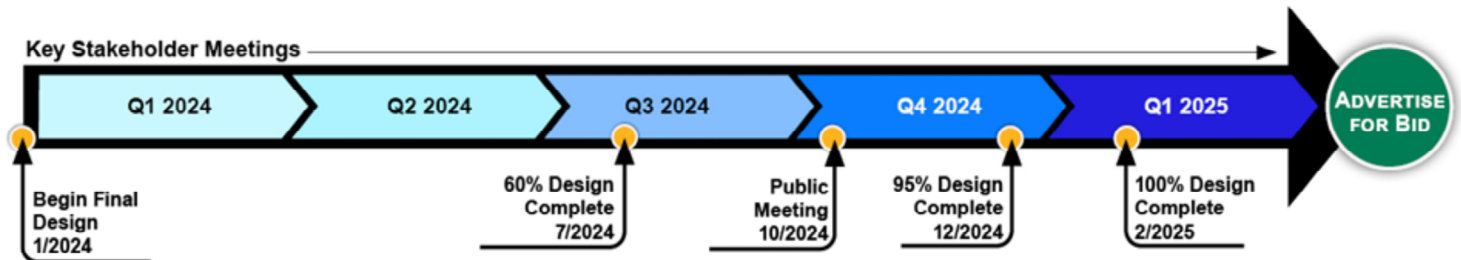 Key Stakeholder Meetings
Q1 2024
Q2 2024
Q3 2024
Q4 2024
Q1 2025
ADVERTISE
FOR BID
Begin Final
Design
1/2024
60% Design
Complete
7/2024
Public
Meeting
10/2024
95% Design
Complete
12/2024
100% Design
Complete
2/2025